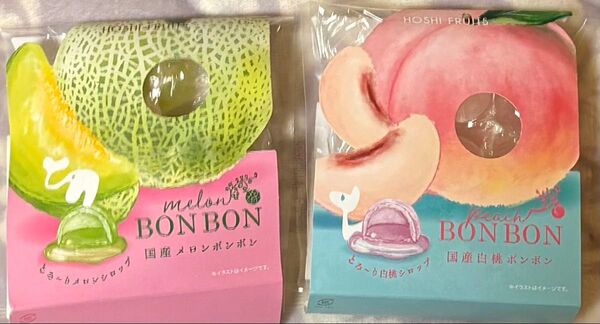 HOSHI FRUITS
melon
BON BON
国産メロンボンボン
とろ〜りメロンシロップ
※イラストはイメージです。
HOSHI FRUITS
Peach
BON BON
国産白桃ボンボン
とろ〜り白桃シロップ
※イラストはイメージです。